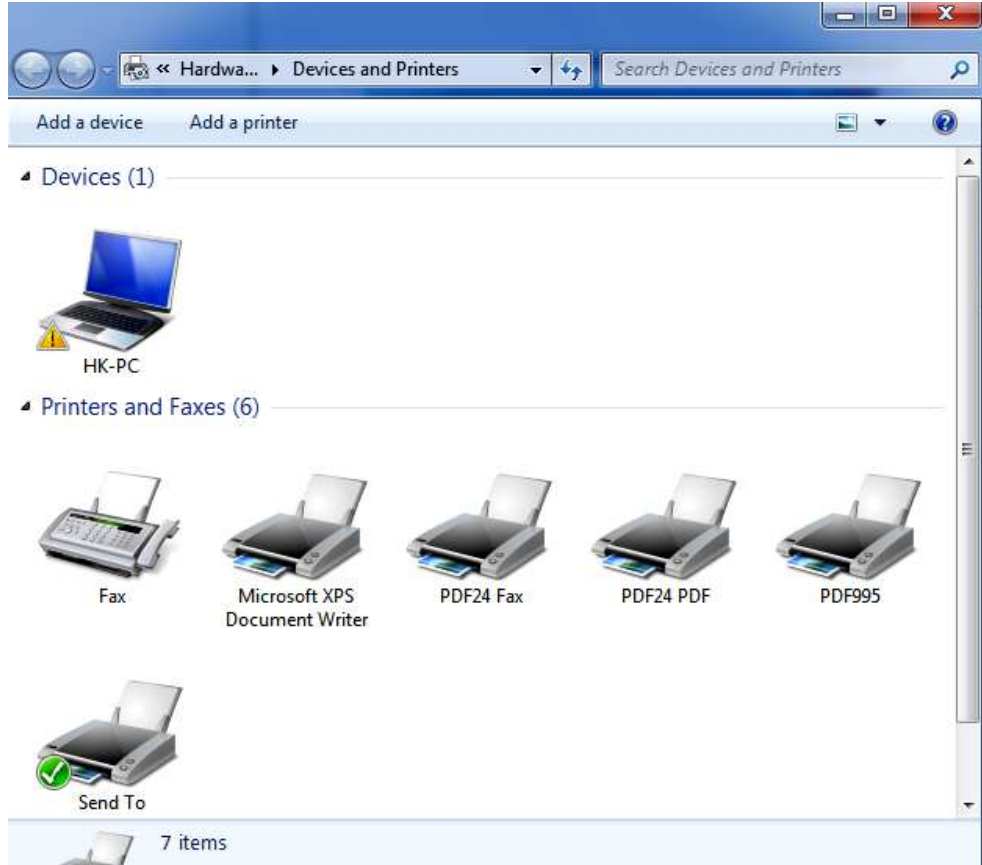 « Hardwa... ▸ Devices and Printers
Search Devices and Printers
Add a device Add a printer
Devices (1)
HK-PC
Printers and Faxes (6)
Fax Microsoft XPS PDF24 Fax PDF24 PDF PDF995
Document Writer
Send To
7 items